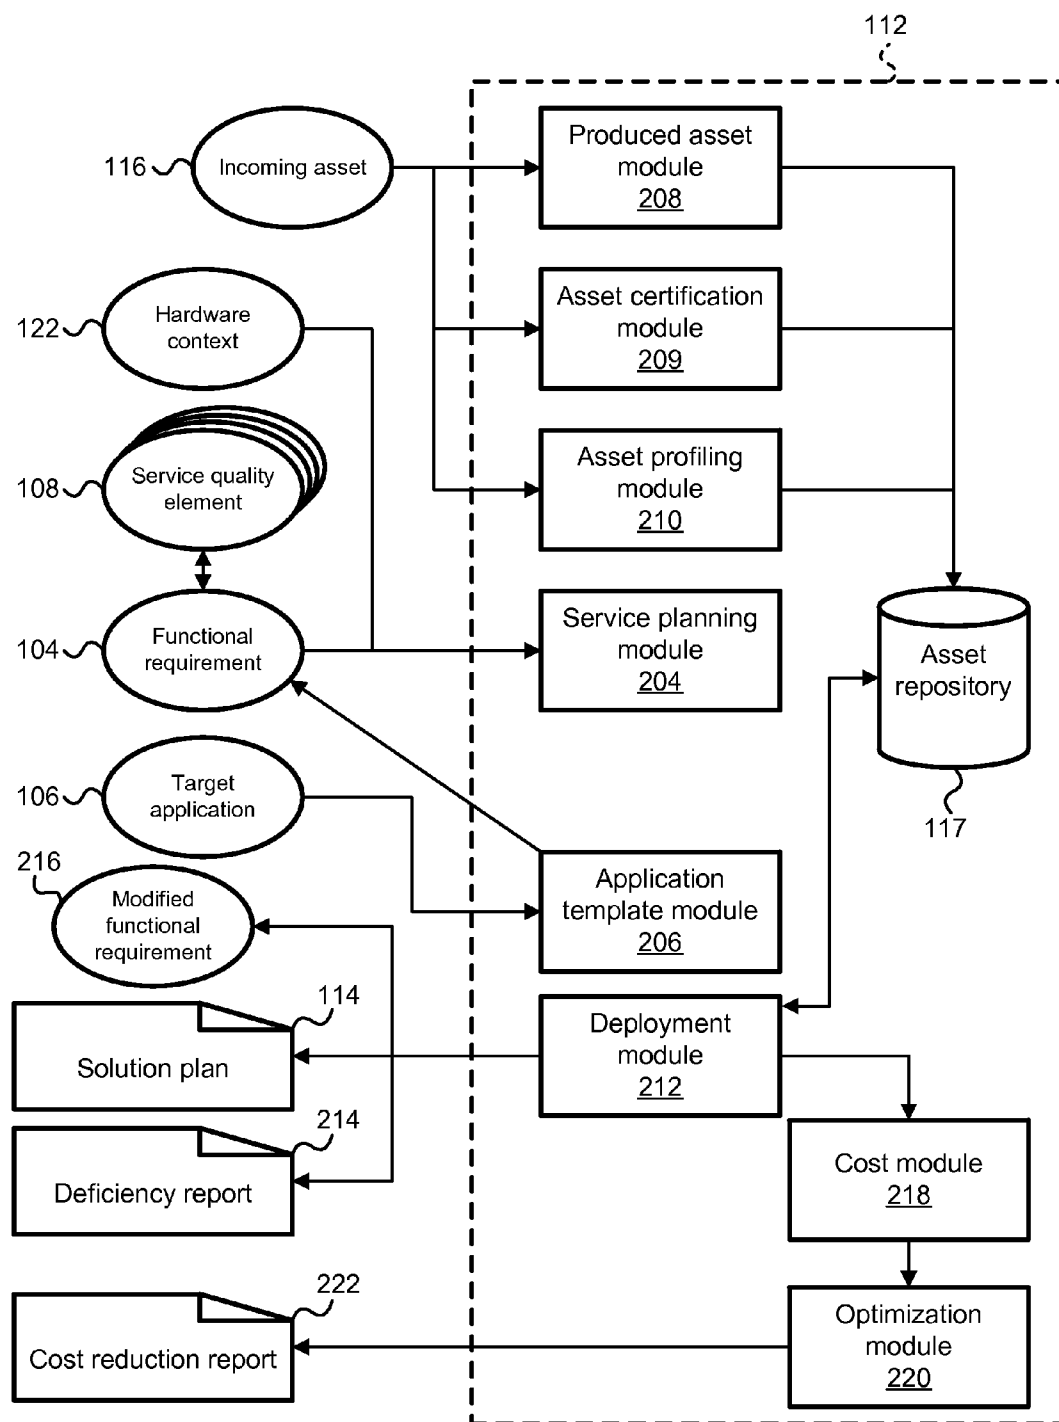 112
116
Incoming asset
Produced asset
module
208
122
Hardware
context
Asset certification
module
209
108
Service quality
element
Asset profiling
module
210
104
Functional
requirement
Service planning
module
204
Asset
repository
117
106
Target
application
216
Modified
functional
requirement
Application
template module
206
114
Solution plan
Deployment
module
212
214
Deficiency report
Cost module
218
222
Cost reduction report
Optimization
module
220